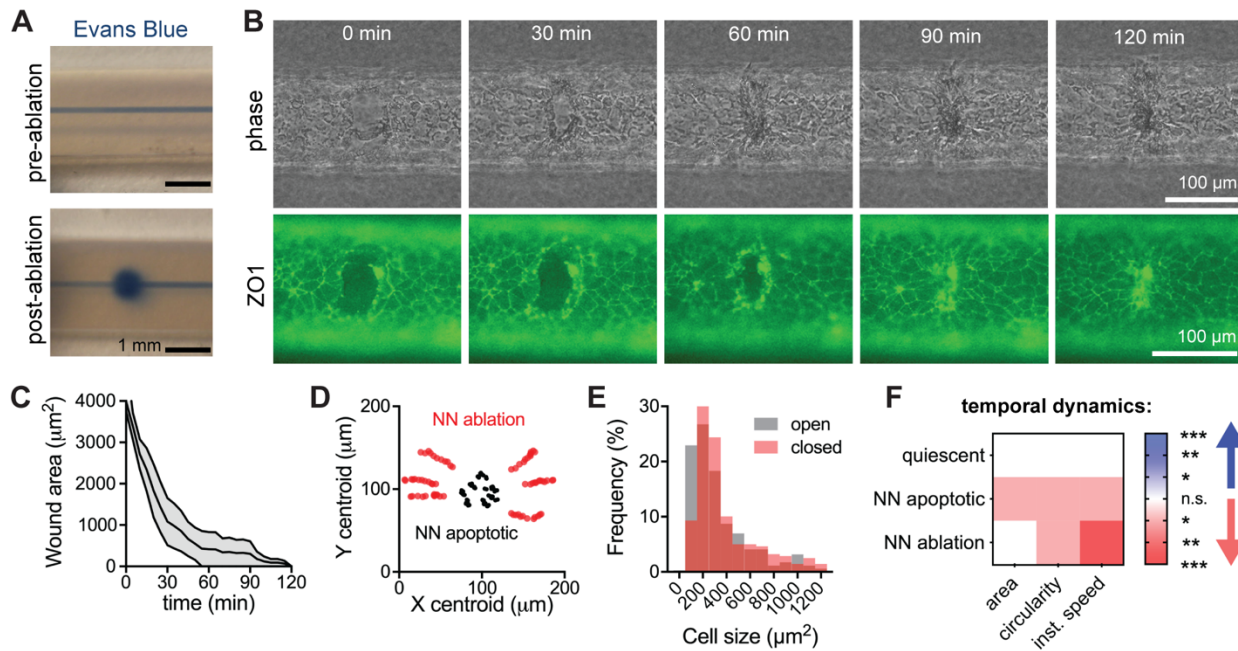 A
Evans Blue
pre-ablation
post-ablation
1 mm
B
0 min
30 min
60 min
90 min
120 min
phase
100 µm
ZO1
100 µm
C
Wound area (µm²)
4000
3000
2000
1000
0
0 30 60 90 120
time (min)
D
Y centroid (µm)
200
100
0
NN ablation
NN apoptotic
0 100 200
X centroid (µm)
E
Frequency (%)
30
20
10
0
open
closed
0 200 400 600 800 1000 1200
Cell size (µm²)
F
temporal dynamics:
quiescent
NN apoptotic
NN ablation
area
circularity
inst. speed
***
**
*
n.s.
*
**
***